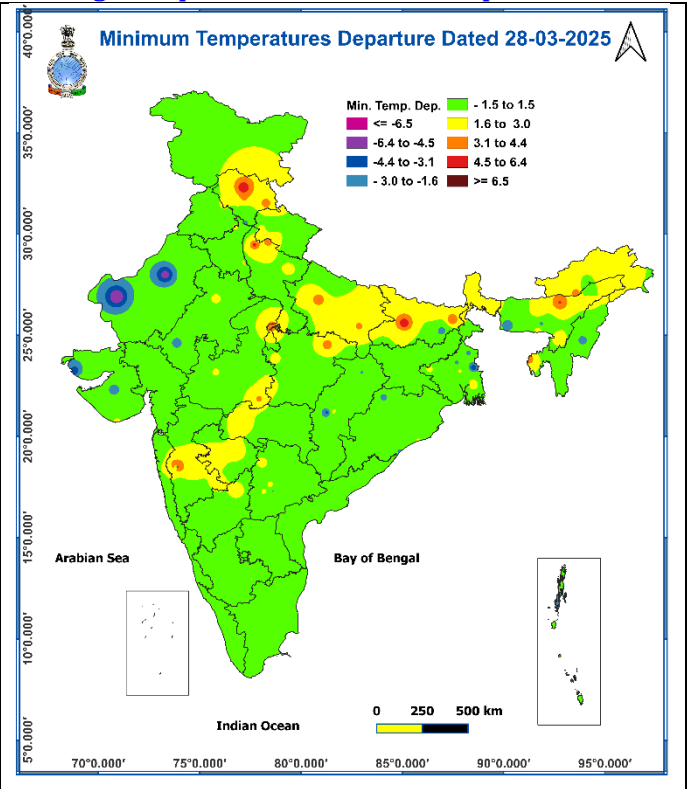 Minimum Temperatures Departure Dated 28-03-2025
Min. Temp. Dep.
<= -6.5
-6.4 to -4.5
-4.4 to -3.1
- 3.0 to -1.6
- 1.5 to 1.5
1.6 to 3.0
3.1 to 4.4
4.5 to 6.4
>= 6.5
40°0.000'
35°0.000'
30°0.000'
25°0.000'
20°0.000'
15°0.000'
10°0.000'
5°0.000'
Arabian Sea
Bay of Bengal
Indian Ocean
0 250 500 km
70°0.000'
75°0.000'
80°0.000'
85°0.000'
90°0.000'
95°0.000'